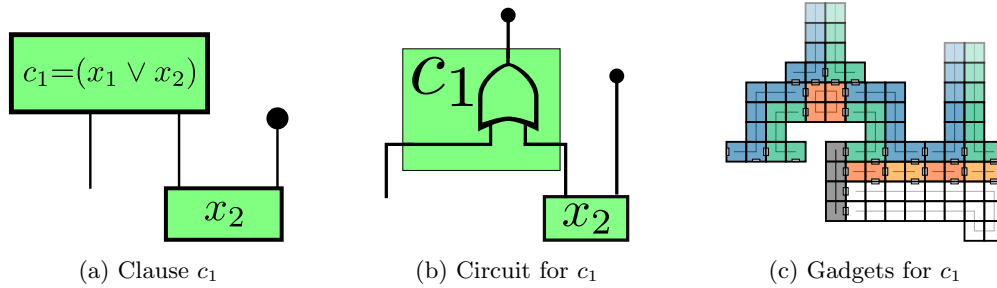 c₁=(x₁ ∨ x₂)
x₂
c₁
x₂
(a) Clause c₁
(b) Circuit for c₁
(c) Gadgets for c₁